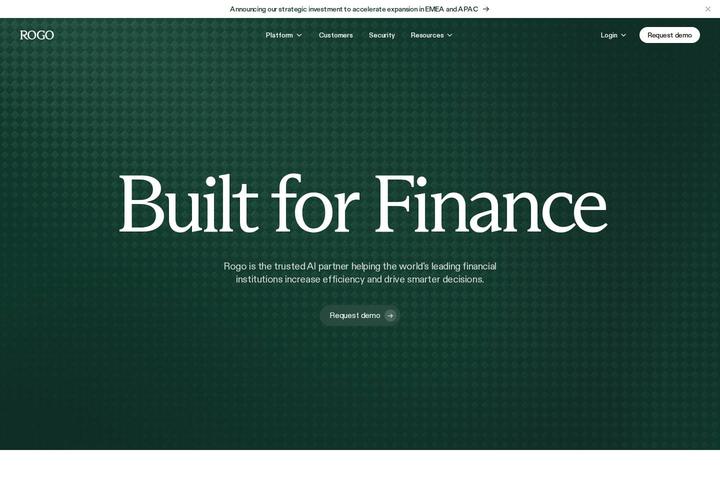 Announcing our strategic investment to accelerate expansion in EMEA and APAC →
ROGO
Platform
Customers
Security
Resources
Login
Request demo
Built for Finance
Rogo is the trusted AI partner helping the world's leading financial
institutions increase efficiency and drive smarter decisions.
Request demo →